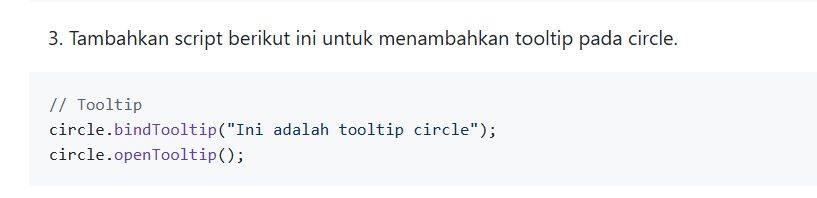 3. Tambahkan script berikut ini untuk menambahkan tooltip pada circle.
// Tooltip
circle.bindTooltip("Ini adalah tooltip circle");
circle.openTooltip();